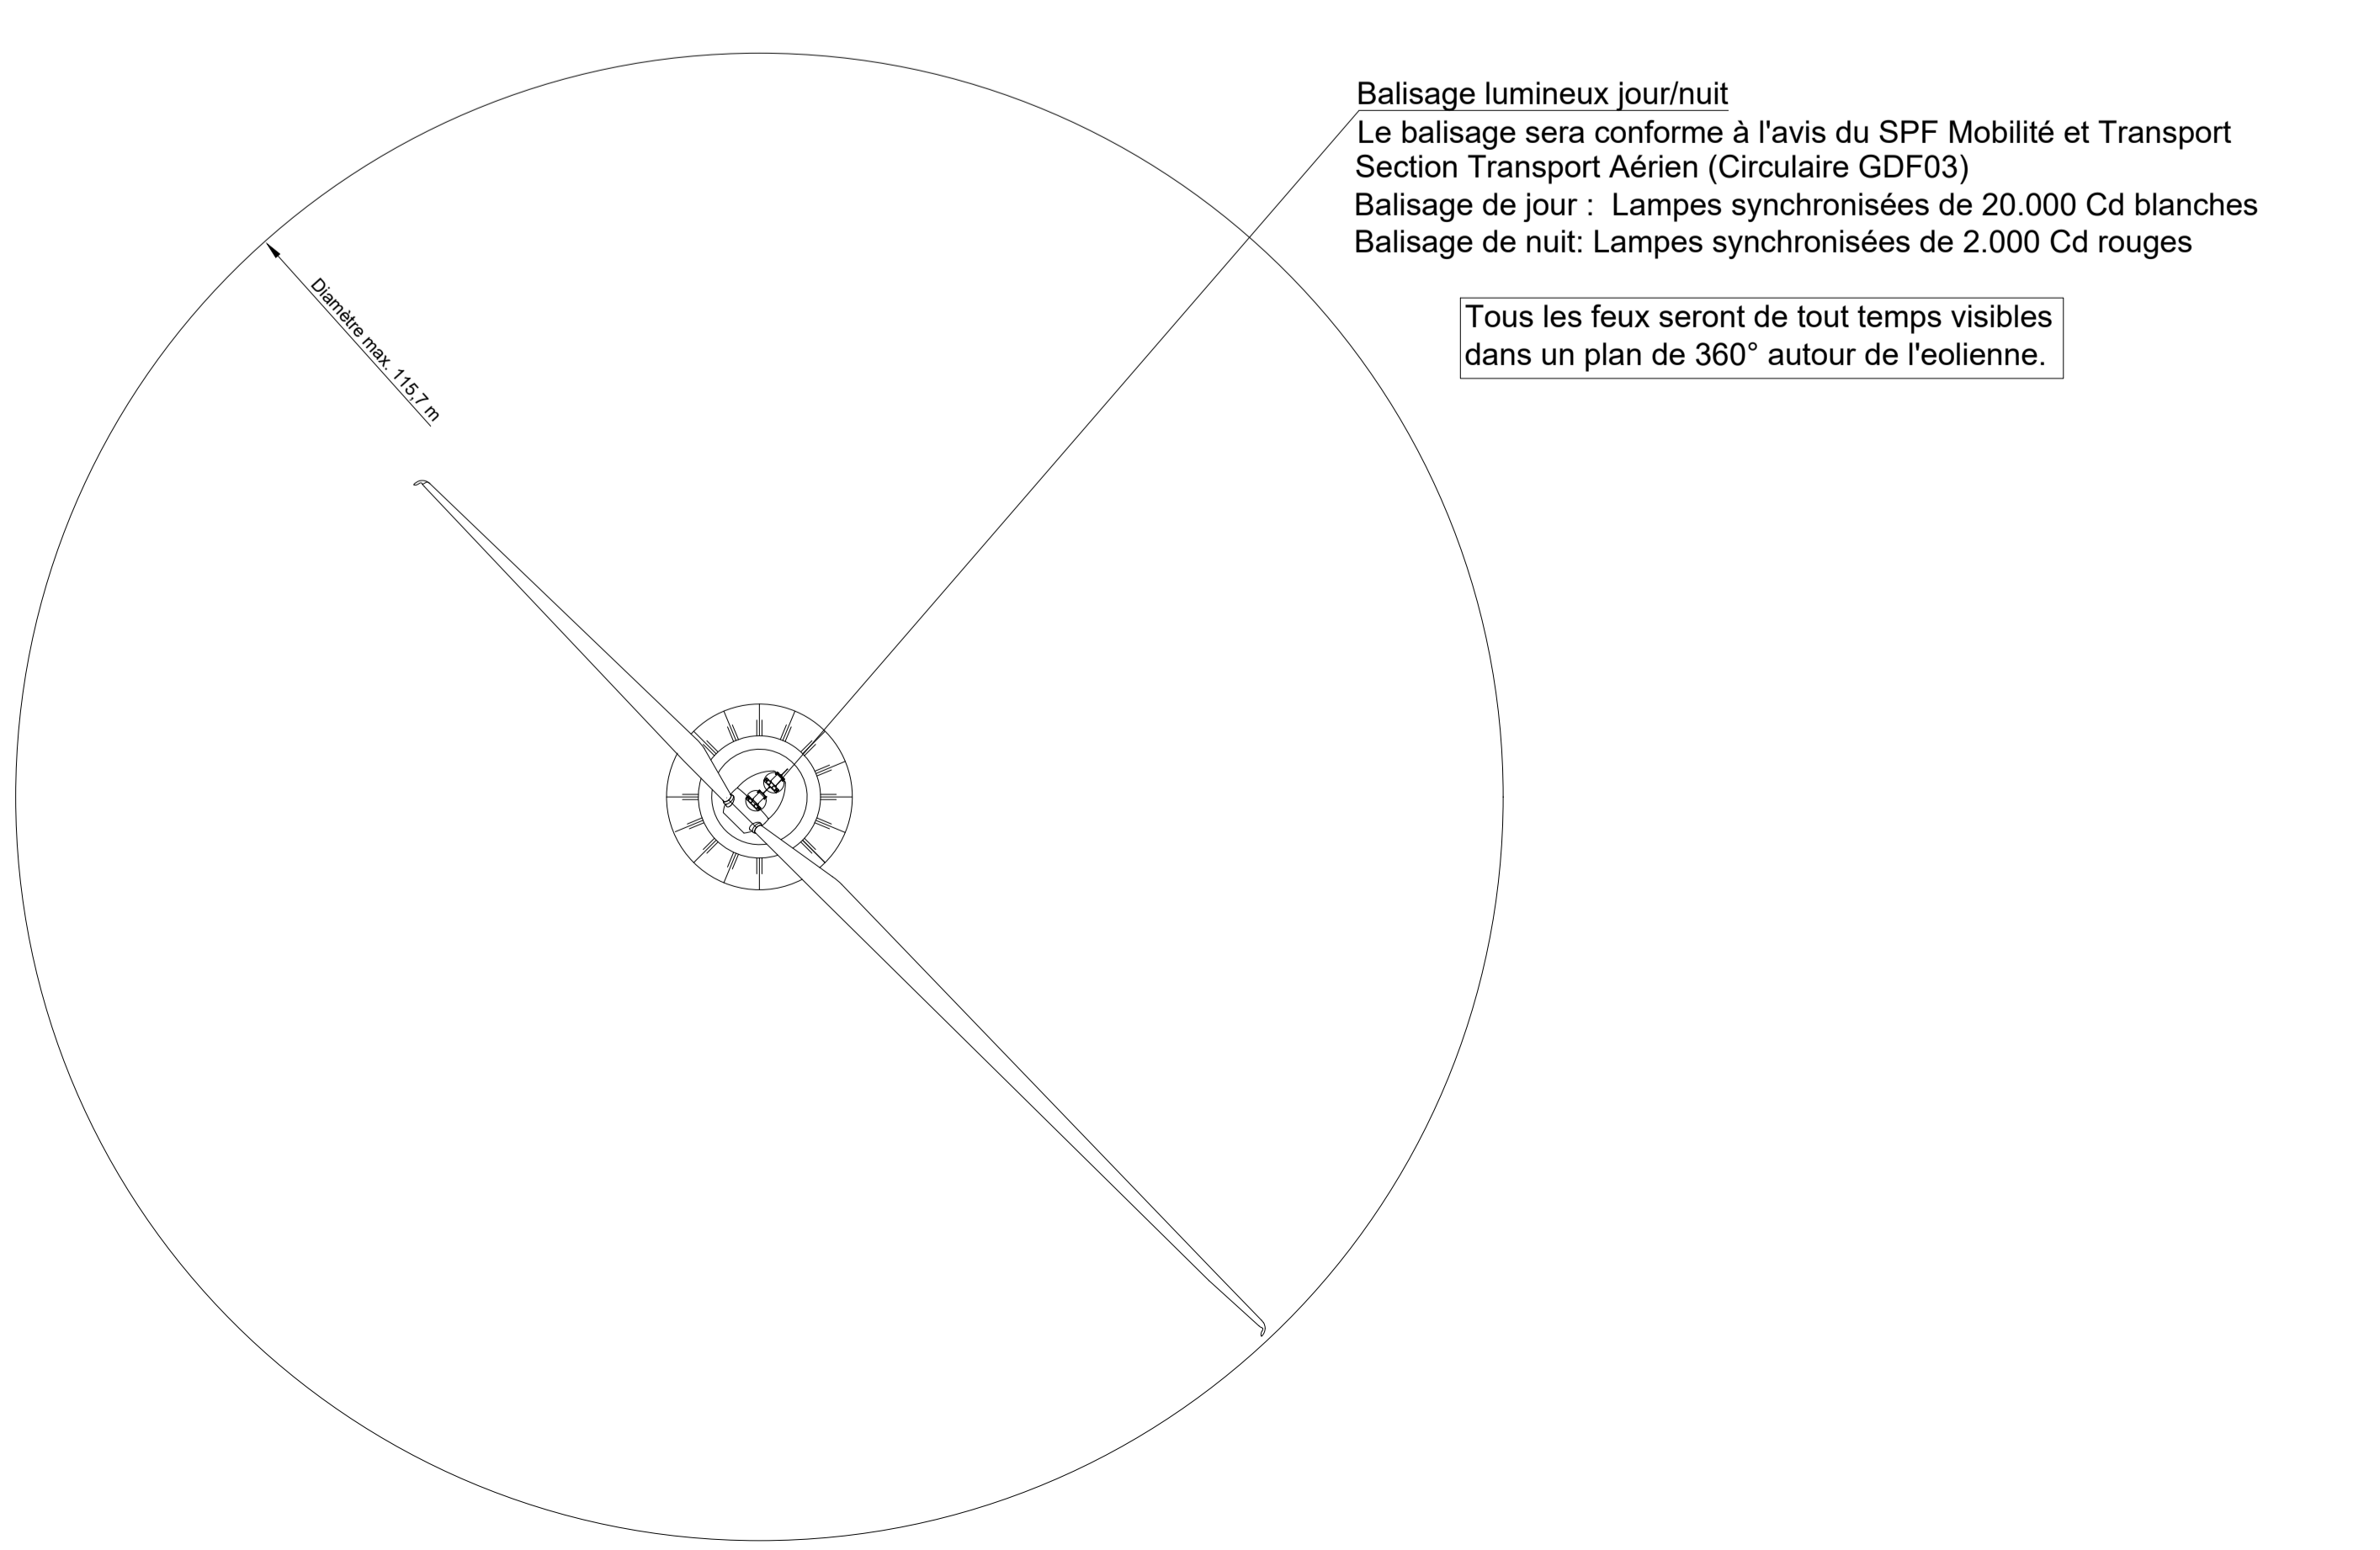 Balisage lumineux jour/nuit
Le balisage sera conforme à l'avis du SPF Mobilité et Transport
Section Transport Aérien (Circulaire GDF03)
Balisage de jour :  Lampes synchronisées de 20.000 Cd blanches
Balisage de nuit: Lampes synchronisées de 2.000 Cd rouges
Tous les feux seront de tout temps visibles
dans un plan de 360° autour de l'eolienne.
Diamètre max. 115,7 m